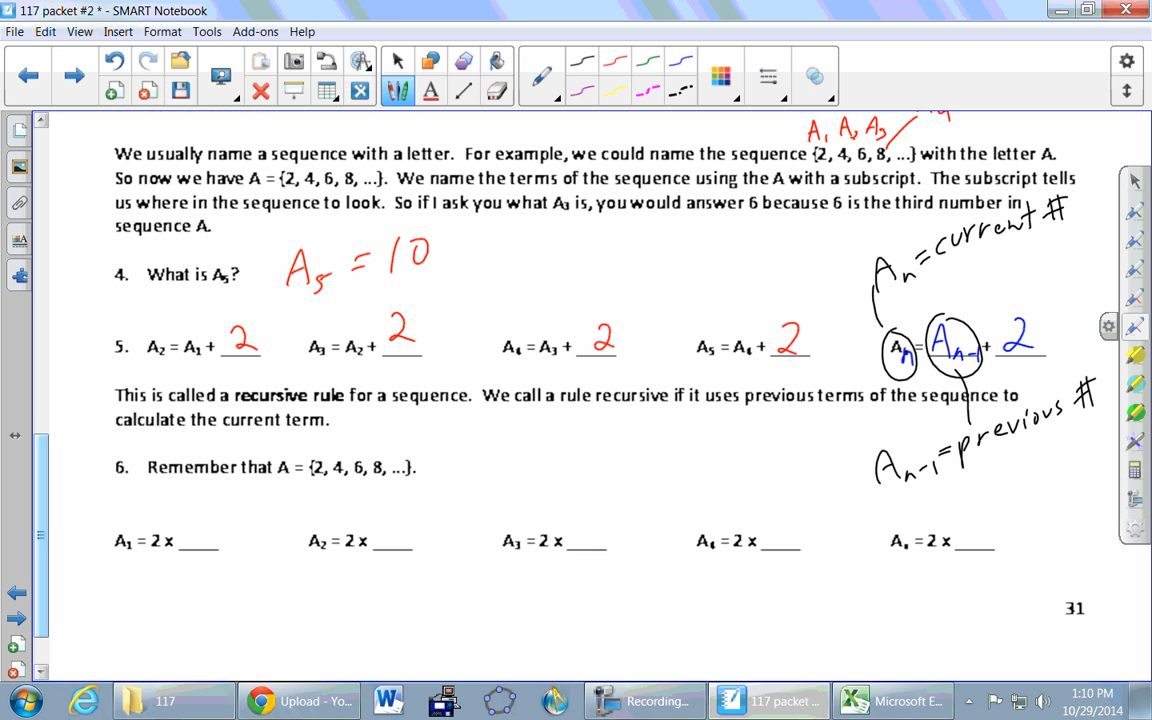 117 packet #2 * - SMART Notebook
File Edit View Insert Format Tools Add-ons Help
A1 A2 A3
We usually name a sequence with a letter. For example, we could name the sequence {2, 4, 6, 8, ...} with the letter A.
So now we have A = {2, 4, 6, 8, ...}. We name the terms of the sequence using the A with a subscript. The subscript tells
us where in the sequence to look. So if I ask you what A3 is, you would answer 6 because 6 is the third number in
sequence A.
An = current #
4. What is A5? A5 = 10
5. A2 = A1 + 2 A3 = A2 + 2 A4 = A3 + 2 A5 = A4 + 2 An = An-1 + 2
This is called a recursive rule for a sequence. We call a rule recursive if it uses previous terms of the sequence to
calculate the current term.
An-1 = previous #
6. Remember that A = {2, 4, 6, 8, ...}.
A1 = 2 x ____ A2 = 2 x ____ A3 = 2 x ____ A4 = 2 x ____ An = 2 x ____
31
117 Upload - Yo... Recording... 117 packet ... Microsoft E...
1:10 PM
10/29/2014